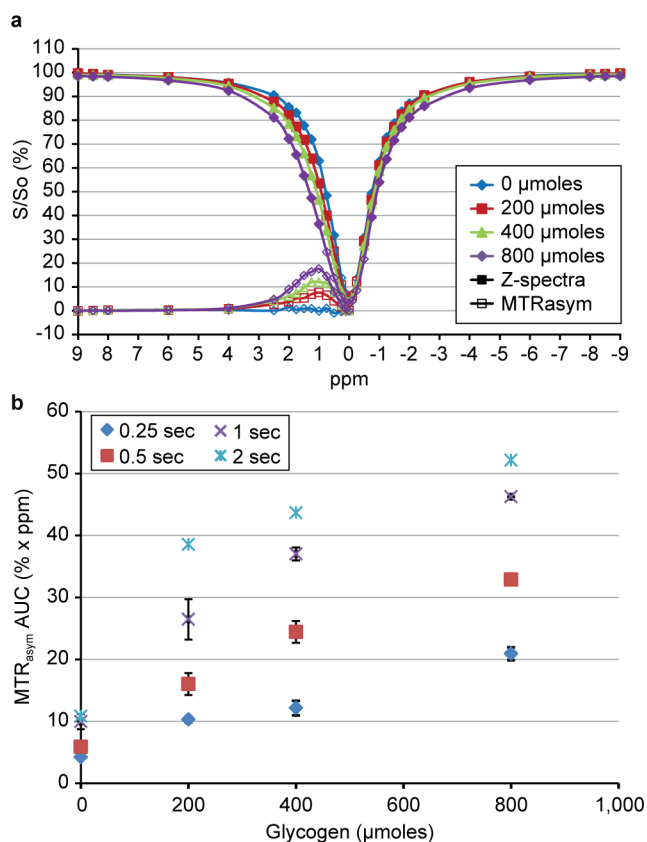 a
110
100
90
80
70
60
50
40
30
20
10
0
-10
S/So (%)
9 8 7 6 5 4 3 2 1 0 -1 -2 -3 -4 -5 -6 -7 -8 -9
ppm
0 µmoles
200 µmoles
400 µmoles
800 µmoles
Z-spectra
MTRasym
b
60
50
40
30
20
10
0
MTRasym AUC (% x ppm)
0.25 sec 1 sec
0.5 sec 2 sec
0 200 400 600 800 1,000
Glycogen (µmoles)